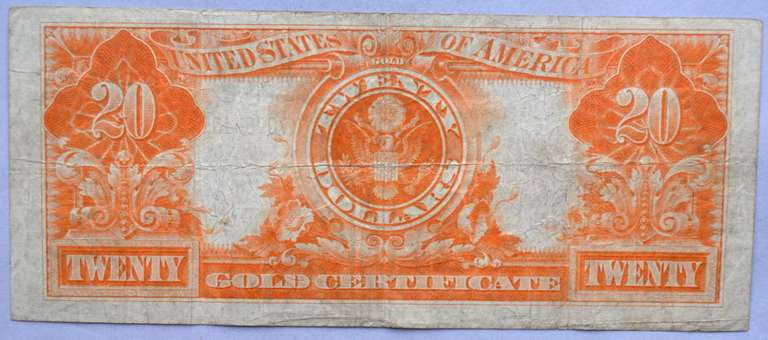 UNITED STATES OF AMERICA
GOLD
20
20
TWENTY
DOLLARS
TWENTY
GOLD CERTIFICATE
TWENTY